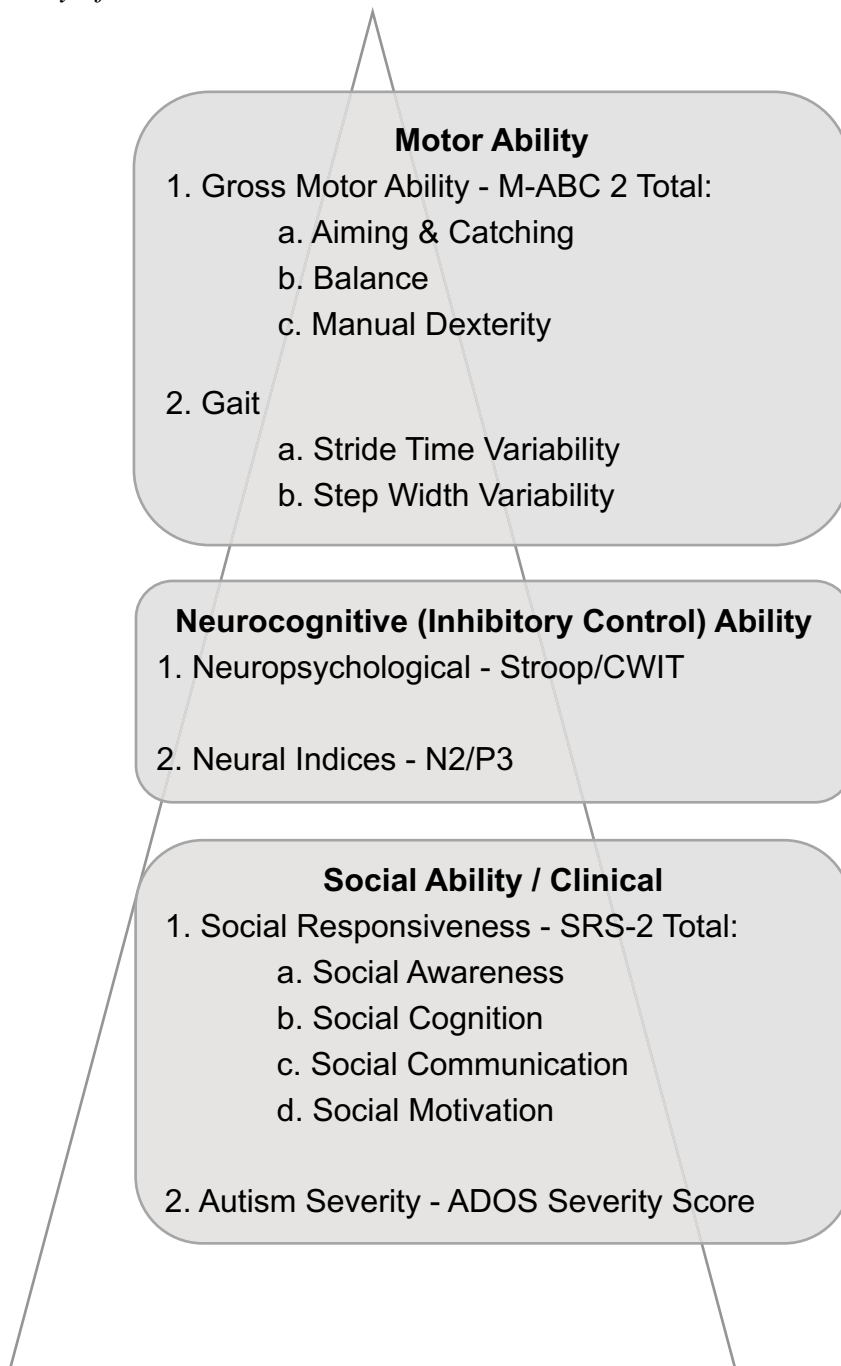 Motor Ability
1. Gross Motor Ability - M-ABC 2 Total:
a. Aiming & Catching
b. Balance
c. Manual Dexterity
2. Gait
a. Stride Time Variability
b. Step Width Variability
Neurocognitive (Inhibitory Control) Ability
1. Neuropsychological - Stroop/CWIT
2. Neural Indices - N2/P3
Social Ability / Clinical
1. Social Responsiveness - SRS-2 Total:
a. Social Awareness
b. Social Cognition
c. Social Communication
d. Social Motivation
2. Autism Severity - ADOS Severity Score